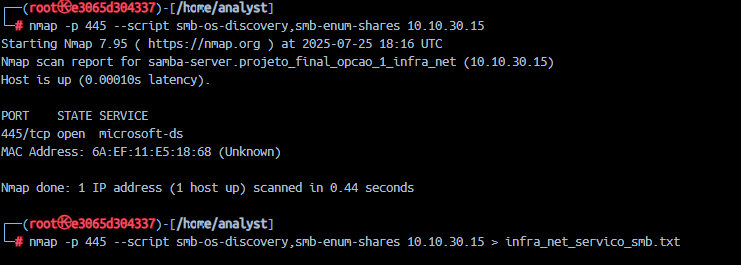 ┌──(root㉿e3065d304337)-[/home/analyst]
└─# nmap -p 445 --script smb-os-discovery,smb-enum-shares 10.10.30.15
Starting Nmap 7.95 ( https://nmap.org ) at 2025-07-25 18:16 UTC
Nmap scan report for samba-server.projeto_final_opcao_1_infra_net (10.10.30.15)
Host is up (0.00010s latency).
PORT    STATE SERVICE
445/tcp open  microsoft-ds
MAC Address: 6A:EF:11:E5:18:68 (Unknown)
Nmap done: 1 IP address (1 host up) scanned in 0.44 seconds
┌──(root㉿e3065d304337)-[/home/analyst]
└─# nmap -p 445 --script smb-os-discovery,smb-enum-shares 10.10.30.15 > infra_net_servico_smb.txt